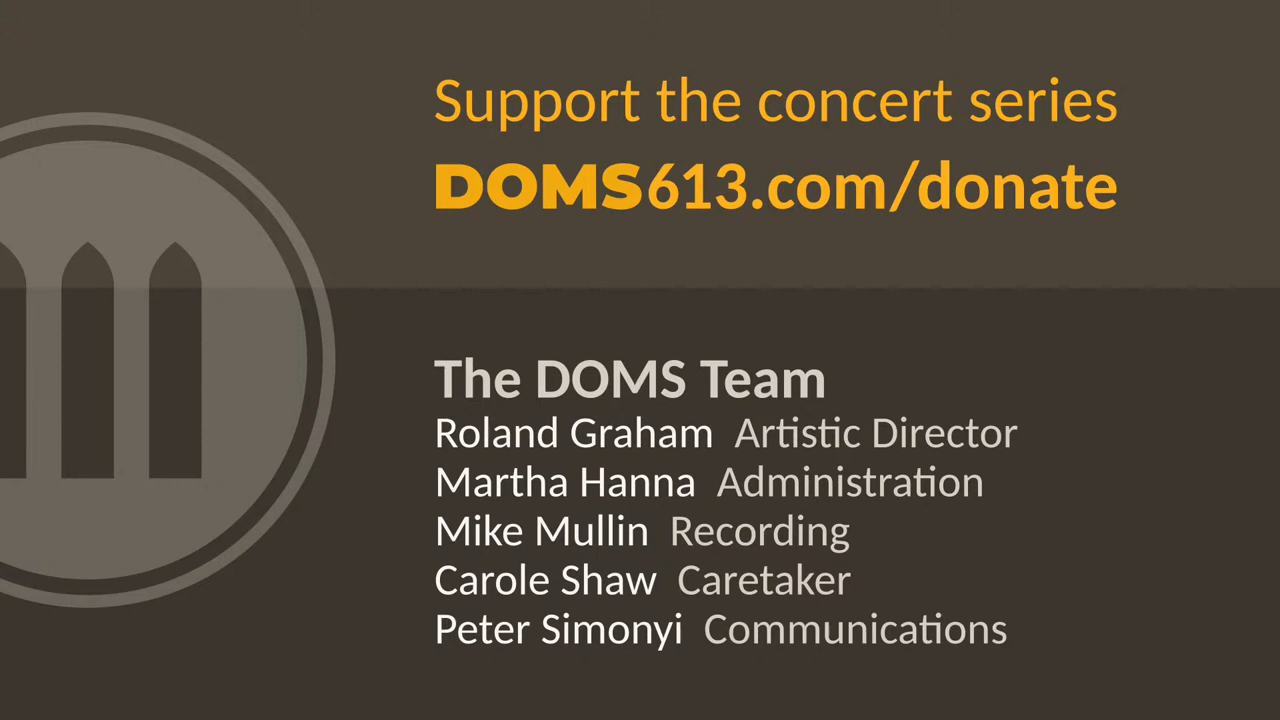 Support the concert series
DOMS613.com/donate
The DOMS Team
Roland Graham Artistic Director
Martha Hanna Administration
Mike Mullin Recording
Carole Shaw Caretaker
Peter Simonyi Communications